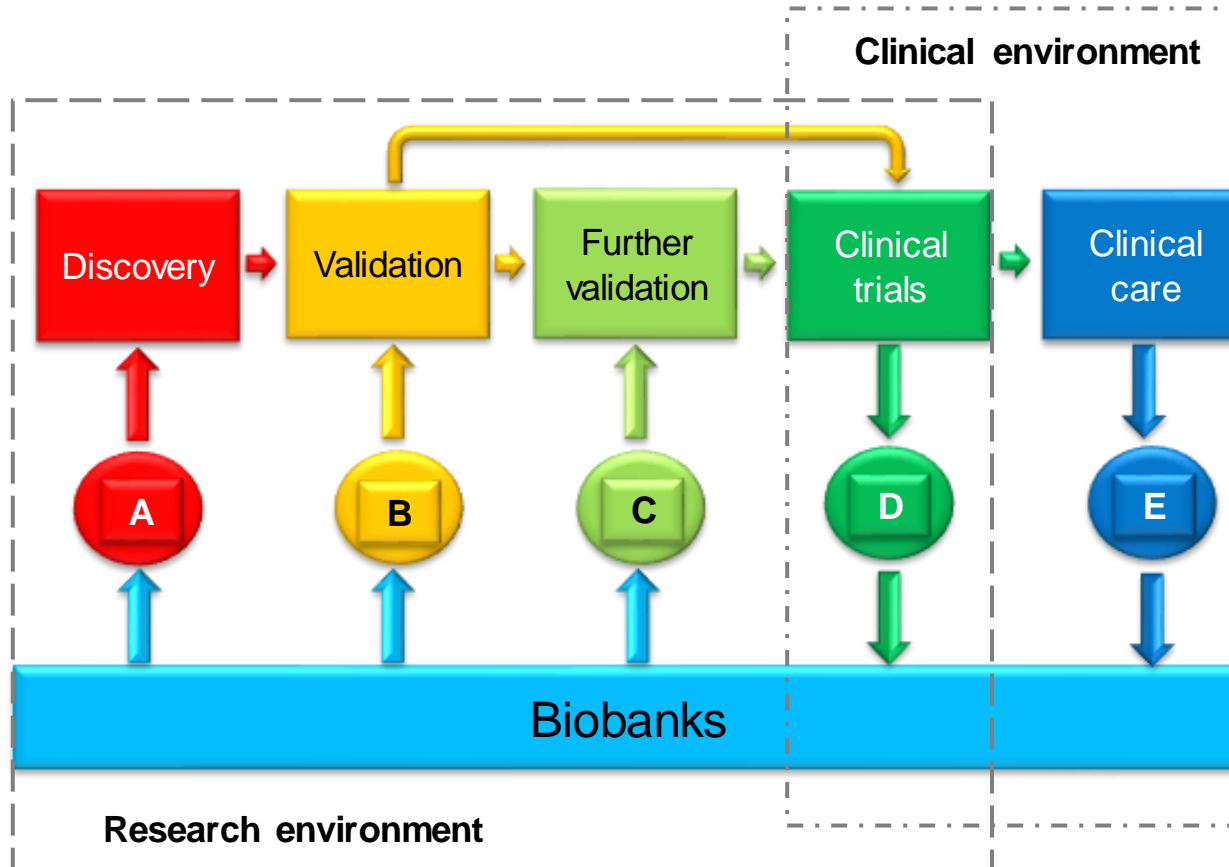 Clinical environment
Discovery
Validation
Further
validation
Clinical
trials
Clinical
care
A
B
C
D
E
Biobanks
Research environment